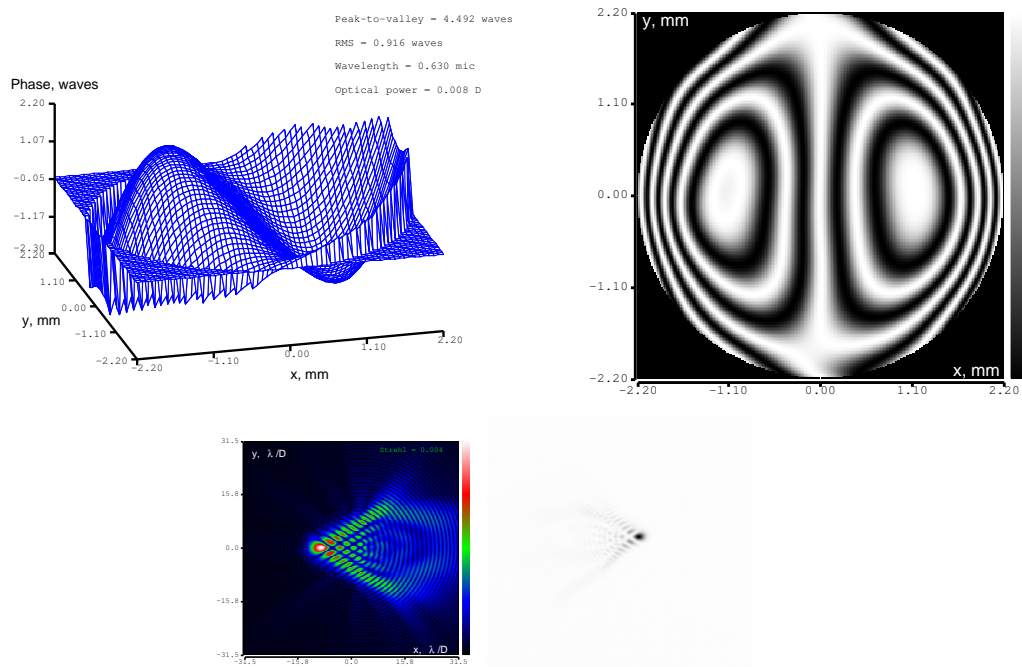 Peak-to-valley = 4.492 waves
RMS = 0.916 waves
Wavelength = 0.630 mic
Optical power = 0.008 D
Phase, waves
2.20
1.07
-0.05
-1.17
-2.30
2.20
1.10
0.00
-1.10
-2.20
y, mm
-2.20
-1.10
0.00
1.10
2.20
x, mm
2.20
1.10
0.00
-1.10
-2.20
y, mm
x, mm
-2.20
-1.10
0.00
1.10
2.20
31.5
15.8
0.0
-15.8
-31.5
y, λ/D
Strehl = 0.004
x, λ/D
-31.5
-15.8
0.0
15.8
31.5